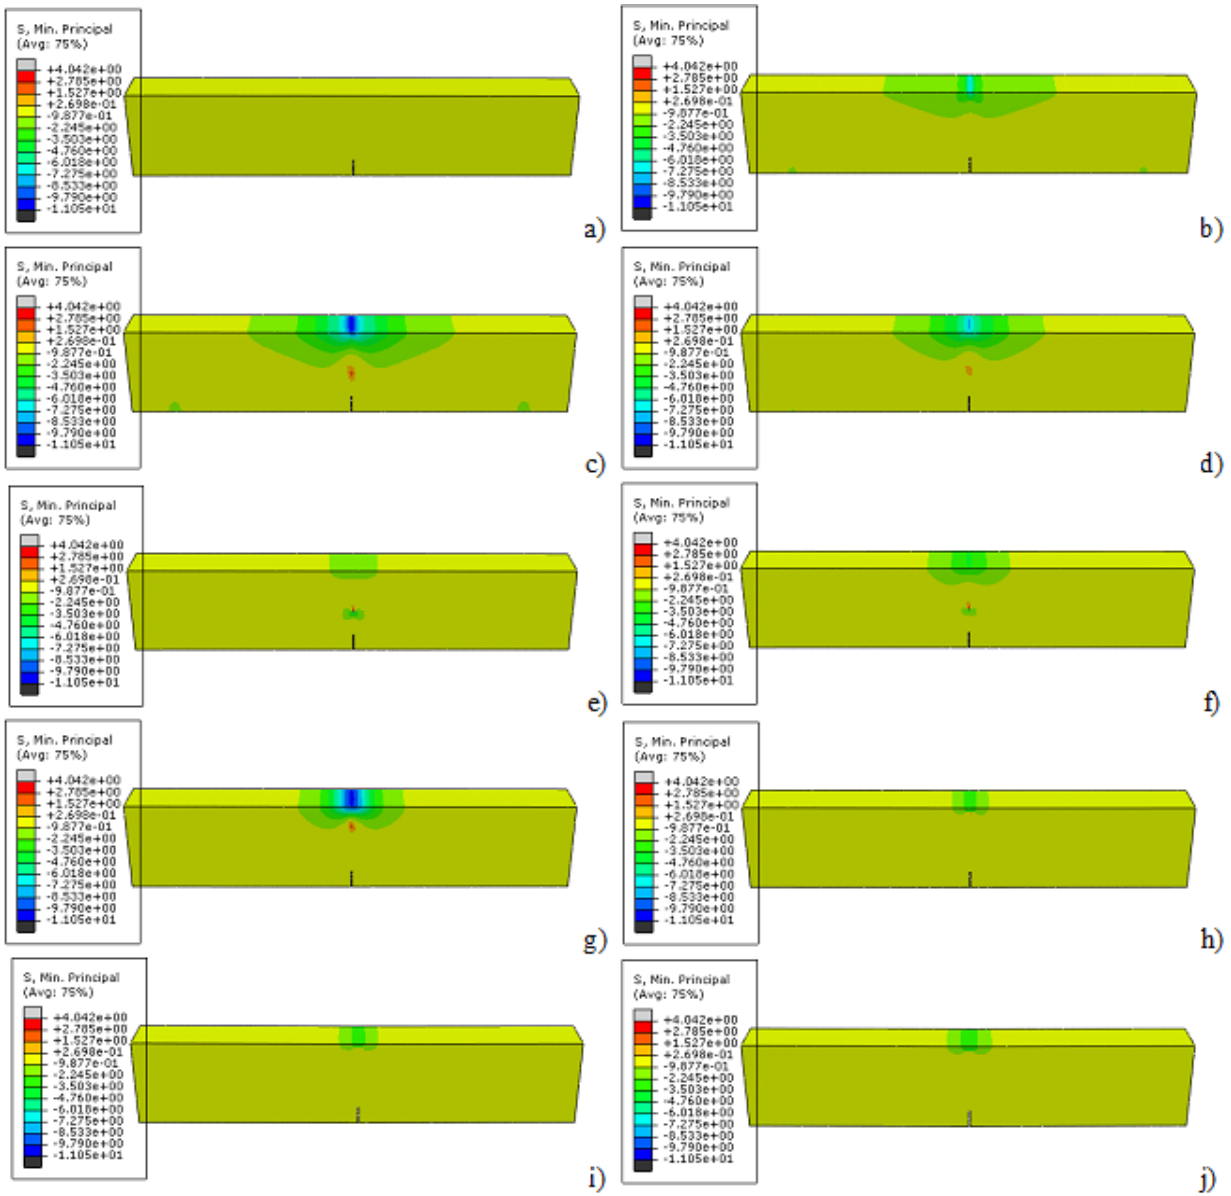 S, Min. Principal
(Avg: 75%)
+4.042e+00
+2.785e+00
+1.527e+00
+2.698e-01
-9.877e-01
-2.245e+00
-3.503e+00
-4.760e+00
-6.018e+00
-7.275e+00
-8.533e+00
-9.790e+00
-1.105e+01
a)
S, Min. Principal
(Avg: 75%)
+4.042e+00
+2.785e+00
+1.527e+00
+2.698e-01
-9.877e-01
-2.245e+00
-3.503e+00
-4.760e+00
-6.018e+00
-7.275e+00
-8.533e+00
-9.790e+00
-1.105e+01
b)
S, Min. Principal
(Avg: 75%)
+4.042e+00
+2.785e+00
+1.527e+00
+2.698e-01
-9.877e-01
-2.245e+00
-3.503e+00
-4.760e+00
-6.018e+00
-7.275e+00
-8.533e+00
-9.790e+00
-1.105e+01
c)
S, Min. Principal
(Avg: 75%)
+4.042e+00
+2.785e+00
+1.527e+00
+2.698e-01
-9.877e-01
-2.245e+00
-3.503e+00
-4.760e+00
-6.018e+00
-7.275e+00
-8.533e+00
-9.790e+00
-1.105e+01
d)
S, Min. Principal
(Avg: 75%)
+4.042e+00
+2.785e+00
+1.527e+00
+2.698e-01
-9.877e-01
-2.245e+00
-3.503e+00
-4.760e+00
-6.018e+00
-7.275e+00
-8.533e+00
-9.790e+00
-1.105e+01
e)
S, Min. Principal
(Avg: 75%)
+4.042e+00
+2.785e+00
+1.527e+00
+2.698e-01
-9.877e-01
-2.245e+00
-3.503e+00
-4.760e+00
-6.018e+00
-7.275e+00
-8.533e+00
-9.790e+00
-1.105e+01
f)
S, Min. Principal
(Avg: 75%)
+4.042e+00
+2.785e+00
+1.527e+00
+2.698e-01
-9.877e-01
-2.245e+00
-3.503e+00
-4.760e+00
-6.018e+00
-7.275e+00
-8.533e+00
-9.790e+00
-1.105e+01
g)
S, Min. Principal
(Avg: 75%)
+4.042e+00
+2.785e+00
+1.527e+00
+2.698e-01
-9.877e-01
-2.245e+00
-3.503e+00
-4.760e+00
-6.018e+00
-7.275e+00
-8.533e+00
-9.790e+00
-1.105e+01
h)
S, Min. Principal
(Avg: 75%)
+4.042e+00
+2.785e+00
+1.527e+00
+2.698e-01
-9.877e-01
-2.245e+00
-3.503e+00
-4.760e+00
-6.018e+00
-7.275e+00
-8.533e+00
-9.790e+00
-1.105e+01
i)
S, Min. Principal
(Avg: 75%)
+4.042e+00
+2.785e+00
+1.527e+00
+2.698e-01
-9.877e-01
-2.245e+00
-3.503e+00
-4.760e+00
-6.018e+00
-7.275e+00
-8.533e+00
-9.790e+00
-1.105e+01
j)